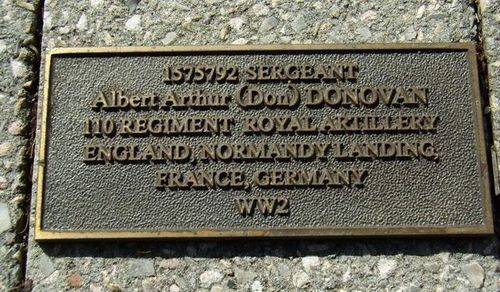 1575792 SERGEANT
Albert Arthur (Don) DONOVAN
110 REGIMENT ROYAL ARTILLERY
ENGLAND, NORMANDY LANDING,
FRANCE, GERMANY
WW2